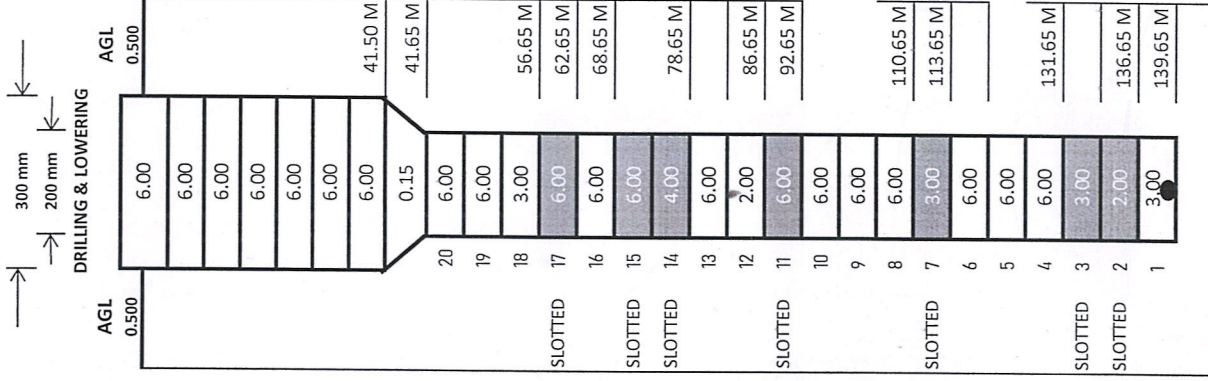 300 mm
200 mm
DRILLING & LOWERING
AGL AGL
0.500 0.500
6.00
6.00
6.00
6.00
6.00
6.00
6.00 41.50 M
0.15 41.65 M
20 6.00
19 6.00
18 3.00 56.65 M
SLOTTED 17 6.00 62.65 M
16 6.00 68.65 M
SLOTTED 15 6.00
SLOTTED 14 4.00 78.65 M
13 6.00
12 2.00 86.65 M
SLOTTED 11 6.00 92.65 M
10 6.00
9 6.00
8 6.00 110.65 M
SLOTTED 7 3.00 113.65 M
6 6.00
5 6.00
4 6.00 131.65 M
SLOTTED 3 3.00
SLOTTED 2 2.00 136.65 M
1 3.00 139.65 M